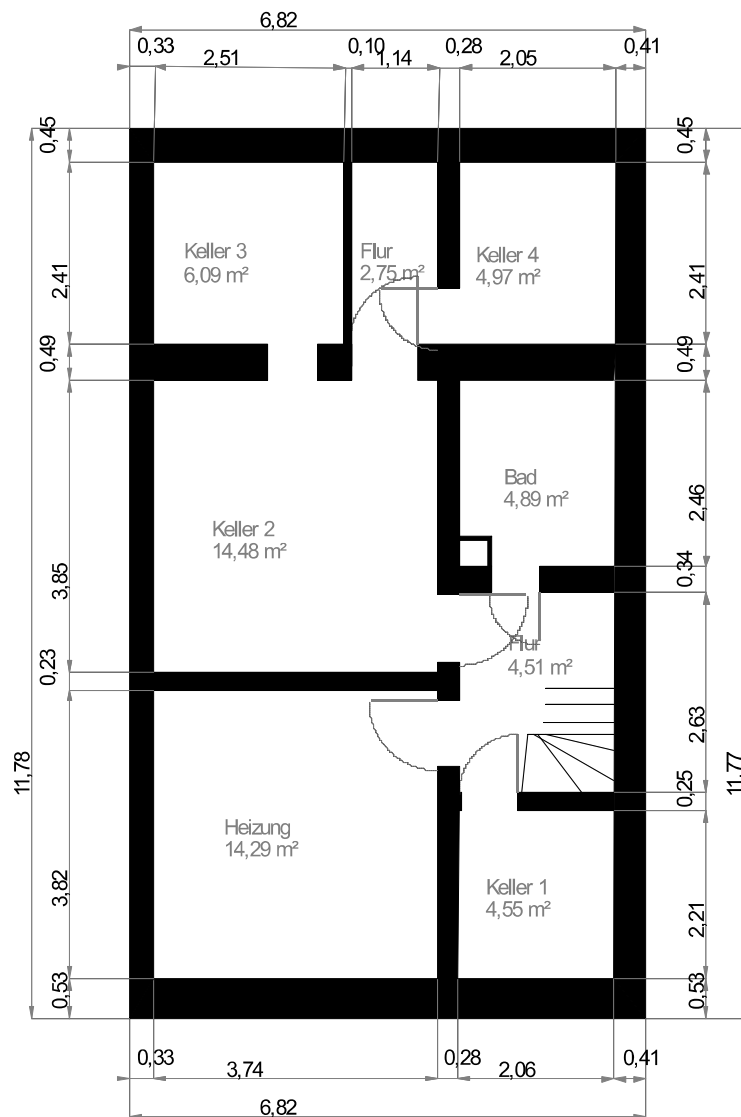 6,82
0,33 0,10 0,28 0,41
2,51 1,14 2,05
0,45 0,45
Keller 3 Flur Keller 4
6,09 m² 2,75 m² 4,97 m²
2,41 2,41
0,49 0,49
Bad
4,89 m²
2,46
Keller 2
14,48 m²
3,85 0,34
Flur
4,51 m²
0,23
2,63
11,78 11,77
0,25
Heizung
14,29 m²
3,82
Keller 1
4,55 m²
2,21
0,53 0,53
0,33 0,28 0,41
3,74 2,06
6,82